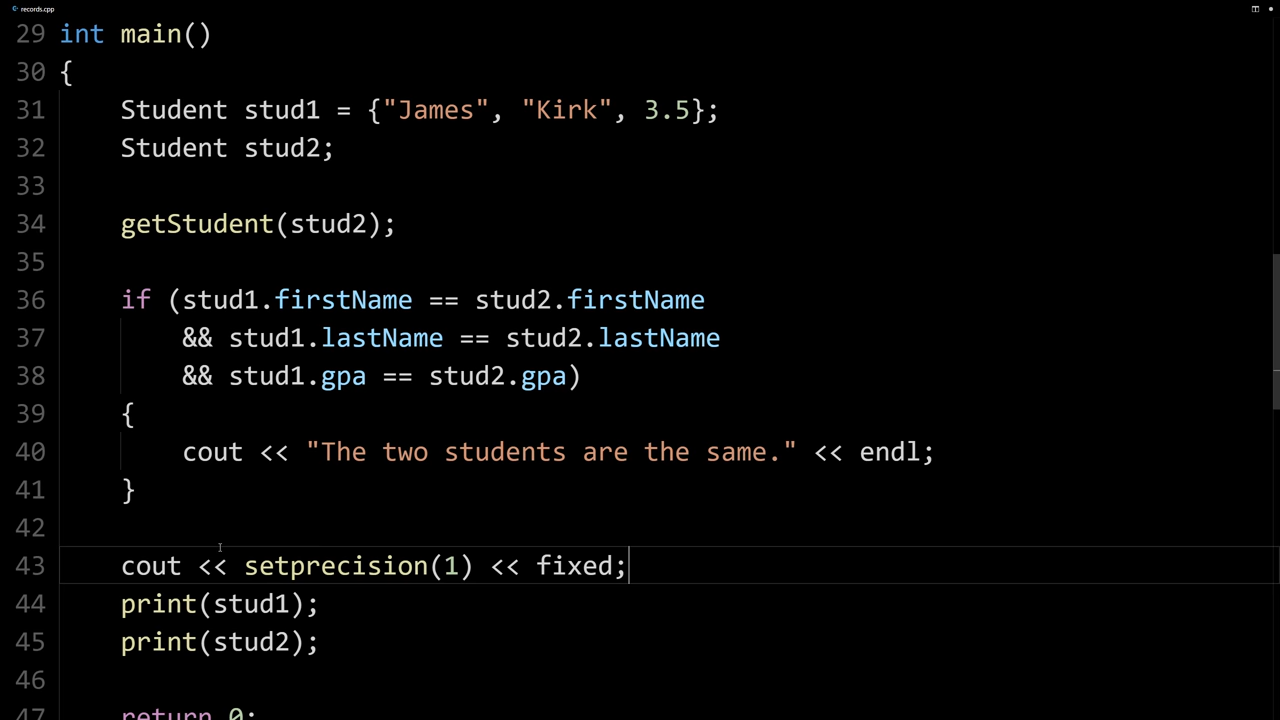 records.cpp
29 int main()
30 {
31     Student stud1 = {"James", "Kirk", 3.5};
32     Student stud2;
33
34     getStudent(stud2);
35
36     if (stud1.firstName == stud2.firstName
37         && stud1.lastName == stud2.lastName
38         && stud1.gpa == stud2.gpa)
39     {
40         cout << "The two students are the same." << endl;
41     }
42
43     cout << setprecision(1) << fixed;
44     print(stud1);
45     print(stud2);
46
47     return 0;